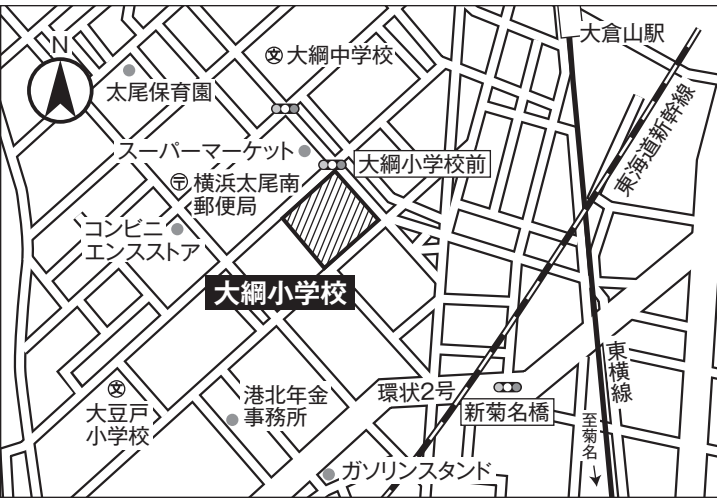 N
大綱中学校
大倉山駅
太尾保育園
東海道新幹線
スーパーマーケット
大綱小学校前
横浜太尾南
郵便局
コンビニ
エンスストア
大綱小学校
大豆戸
小学校
港北年金
事務所
環状2号
新菊名橋
東横線
至菊名
ガソリンスタンド